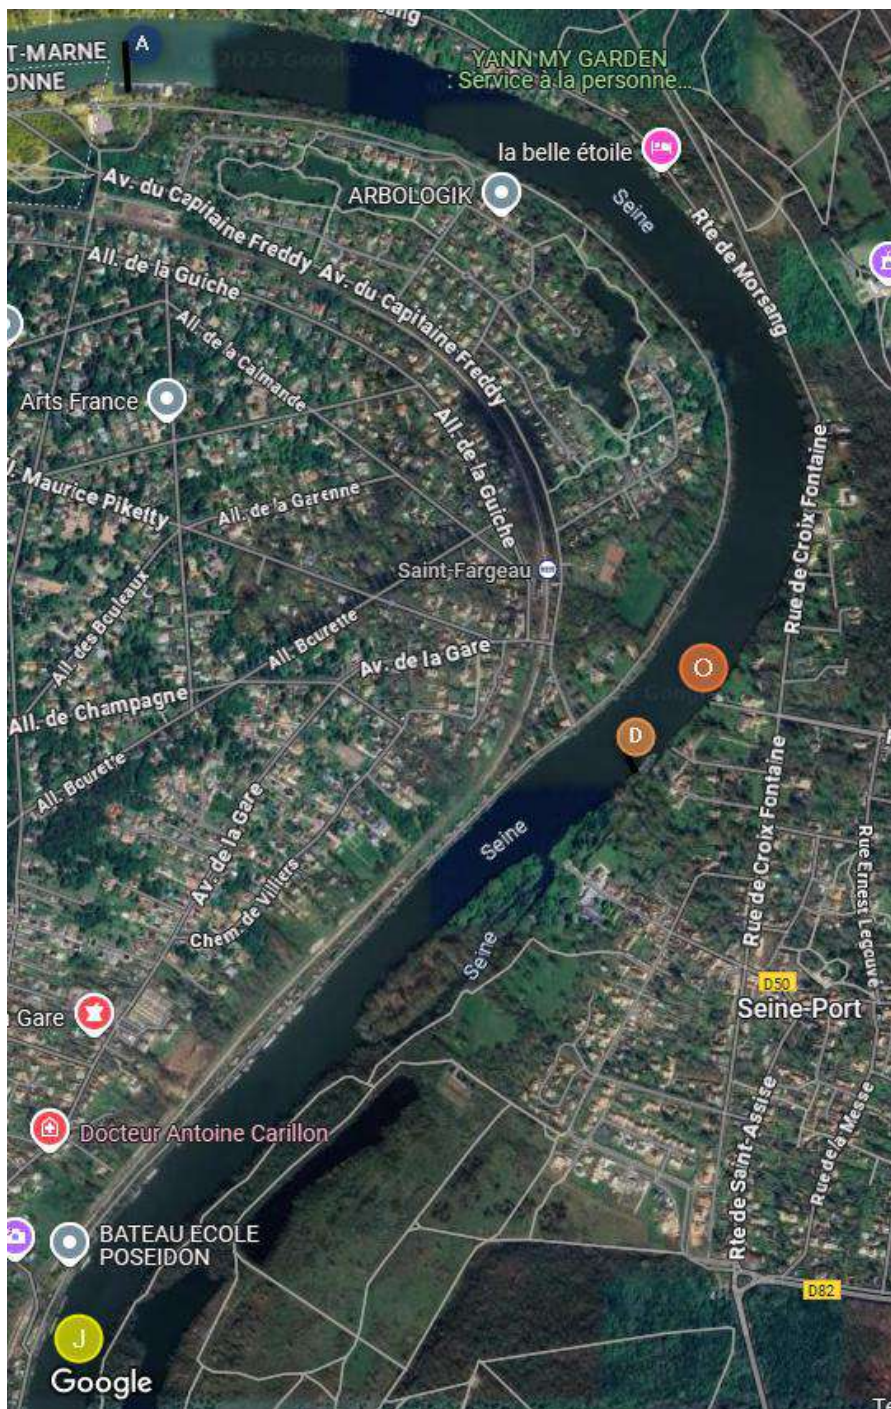 Morsang
T-MARNE
ONNE
A
© 2025 Google
YANN MY GARDEN
: Service à la personne...
la belle étoile
ARBOLOGIK
Seine
Rte de Morsang
Av. du Capitaine Freddy
Av. du Capitaine Freddy
All. de la Guiche
All. de la Calmande
Arts France
All. de la Guiche
l. Maurice Piketty
All. de la Garenne
Rue de Croix Fontaine
Saint-Fargeau
All. des Bouleaux
All. Bourette
Av. de la Gare
O
All. de Champagne
D
All. Bourette
Rue de Croix Fontaine
Seine
Av. de la Gare
Rue Ernest Legouvé
Chem. de Villiers
Seine
D50
Seine-Port
Gare
Docteur Antoine Carillon
Rte de Saint-Assise
Rue de la Messe
BATEAU ECOLE
POSEIDON
D82
J
Google